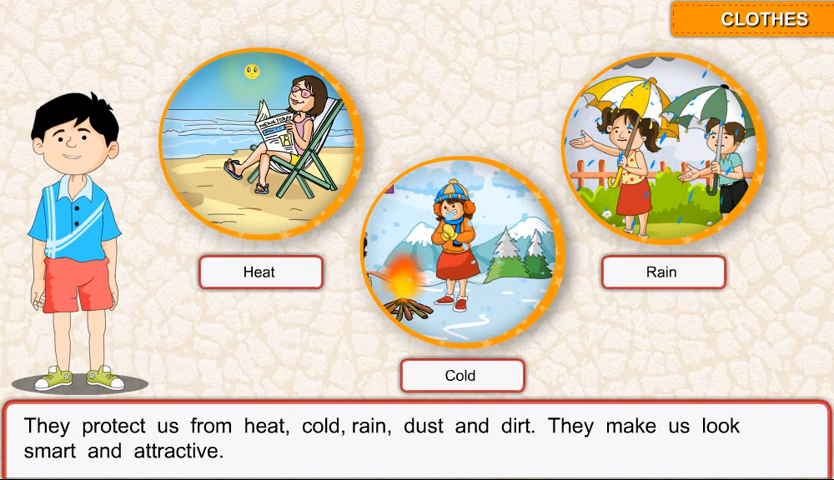 CLOTHES
Heat
Rain
Cold
They protect us from heat, cold, rain, dust and dirt. They make us look
smart and attractive.